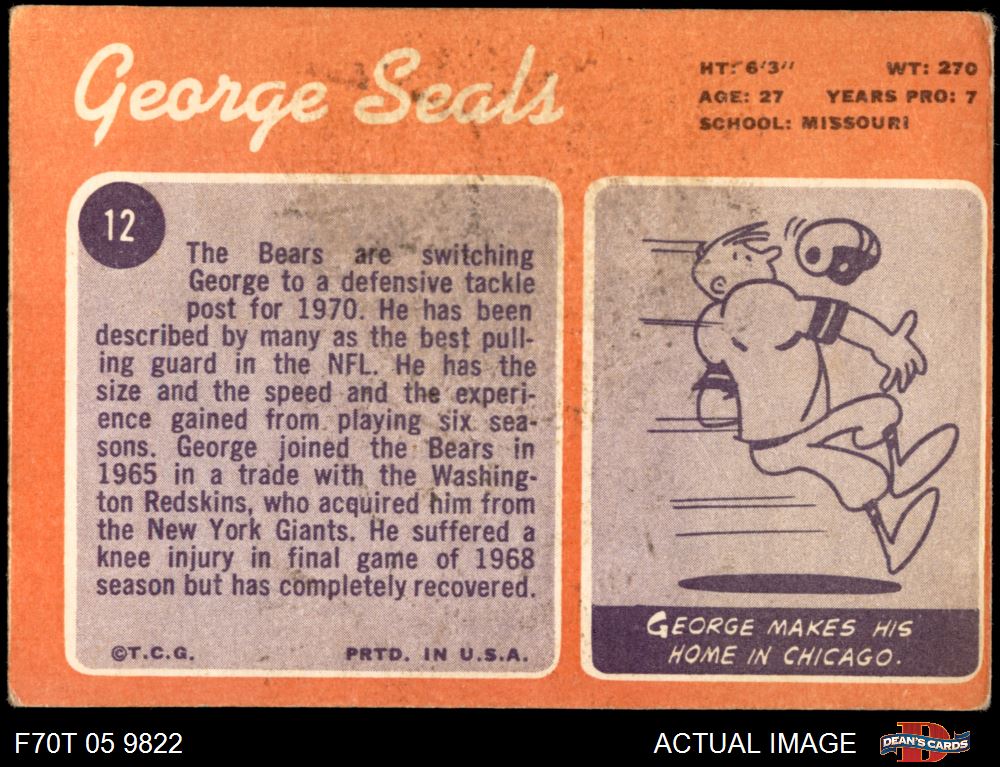 George Seals
HT: 6'3" WT: 270
AGE: 27 YEARS PRO: 7
SCHOOL: MISSOURI
12
The Bears are switching
George to a defensive tackle
post for 1970. He has been
described by many as the best pull-
ing guard in the NFL. He has the
size and the speed and the experi-
ence gained from playing six sea-
sons. George joined the Bears in
1965 in a trade with the Washing-
ton Redskins, who acquired him from
the New York Giants. He suffered a
knee injury in final game of 1968
season but has completely recovered.
©T.C.G. PRTD. IN U.S.A.
GEORGE MAKES HIS
HOME IN CHICAGO.
F70T 05 9822 ACTUAL IMAGE
D
DEAN'S CARDS